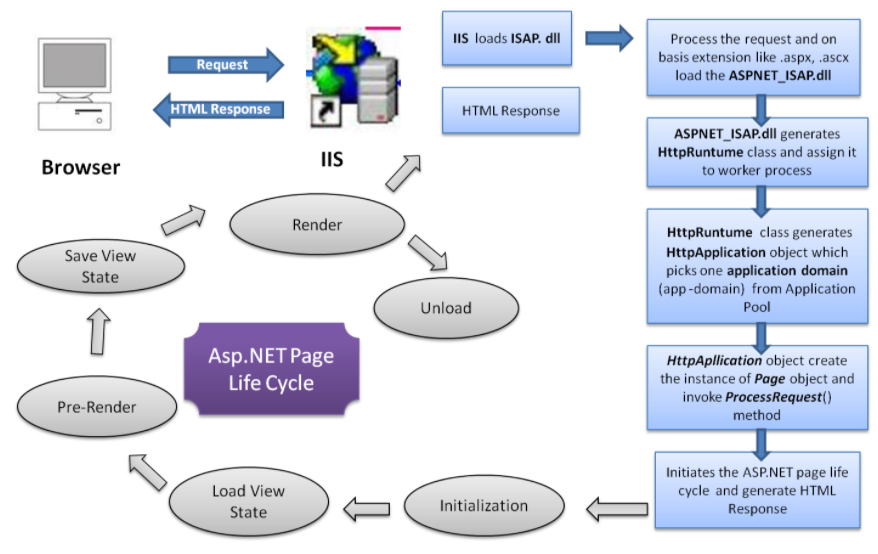 Request
HTML Response
Browser
IIS
IIS loads ISAP. dll
HTML Response
Process the request and on
basis extension like .aspx, .ascx
load the ASPNET_ISAP.dll
ASPNET_ISAP.dll generates
HttpRuntume class and assign it
to worker process
HttpRuntume class generates
HttpApplication object which
picks one application domain
(app-domain) from Application
Pool
HttpApllication object create
the instance of Page object and
invoke ProcessRequest()
method
Initiates the ASP.NET page life
cycle and generate HTML
Response
Initialization
Load View
State
Pre-Render
Save View
State
Render
Unload
Asp.NET Page
Life Cycle